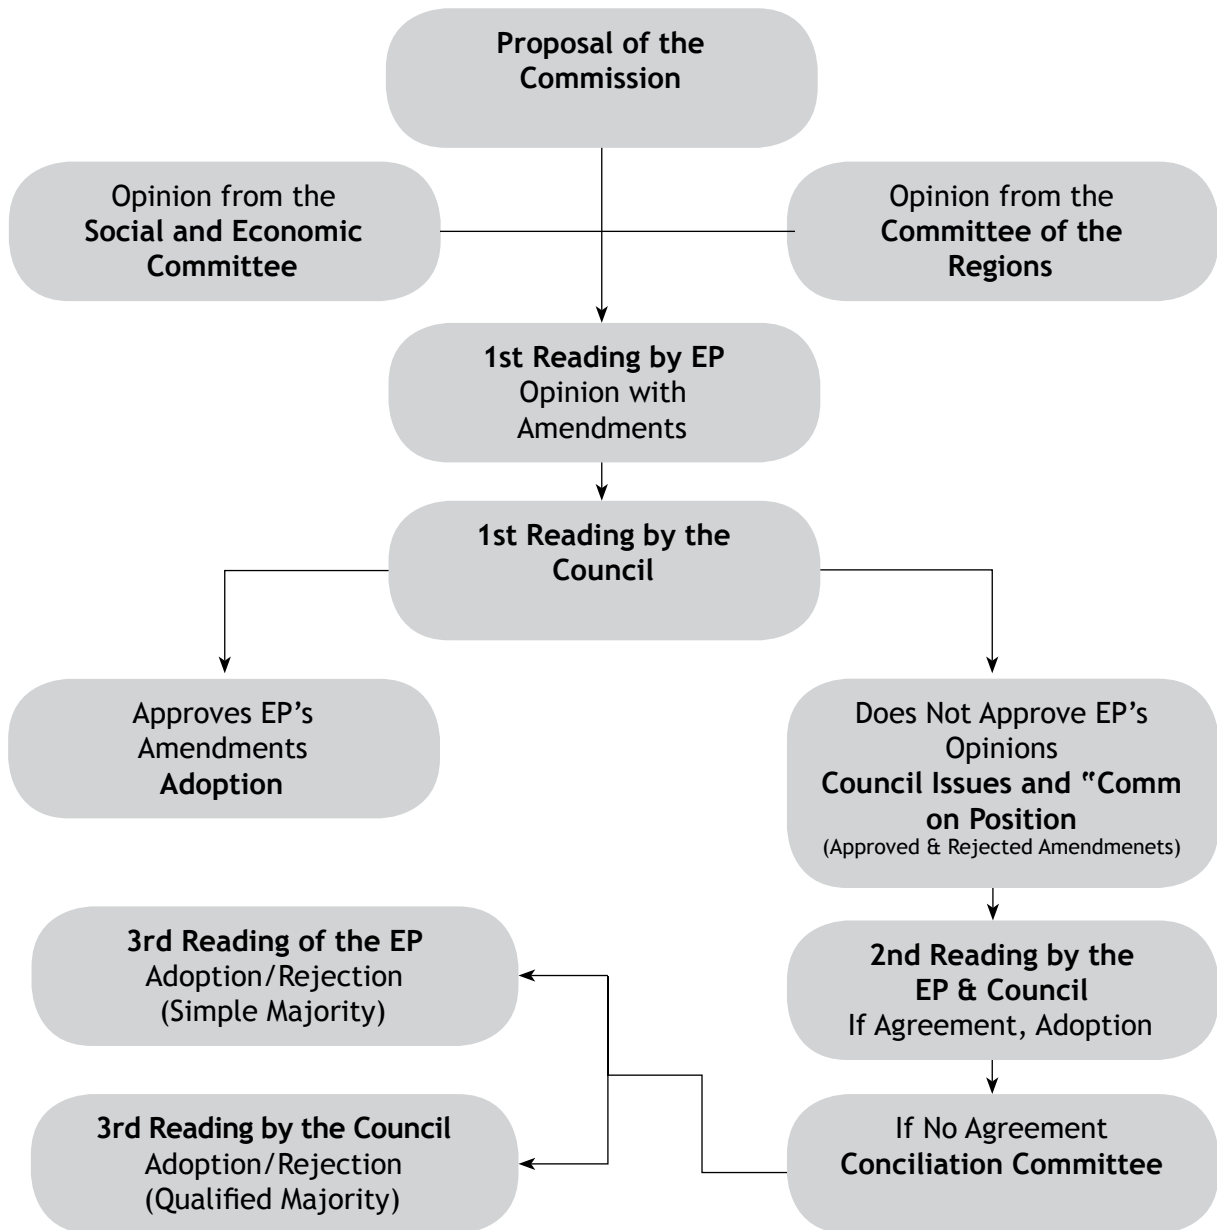 Proposal of the
Commission
Opinion from the
Social and Economic
Committee
Opinion from the
Committee of the
Regions
1st Reading by EP
Opinion with
Amendments
1st Reading by the
Council
Approves EP’s
Amendments
Adoption
Does Not Approve EP’s
Opinions
Council Issues and “Comm
on Position
(Approved & Rejected Amendmenets)
3rd Reading of the EP
Adoption/Rejection
(Simple Majority)
2nd Reading by the
EP & Council
If Agreement, Adoption
3rd Reading by the Council
Adoption/Rejection
(Qualified Majority)
If No Agreement
Conciliation Committee